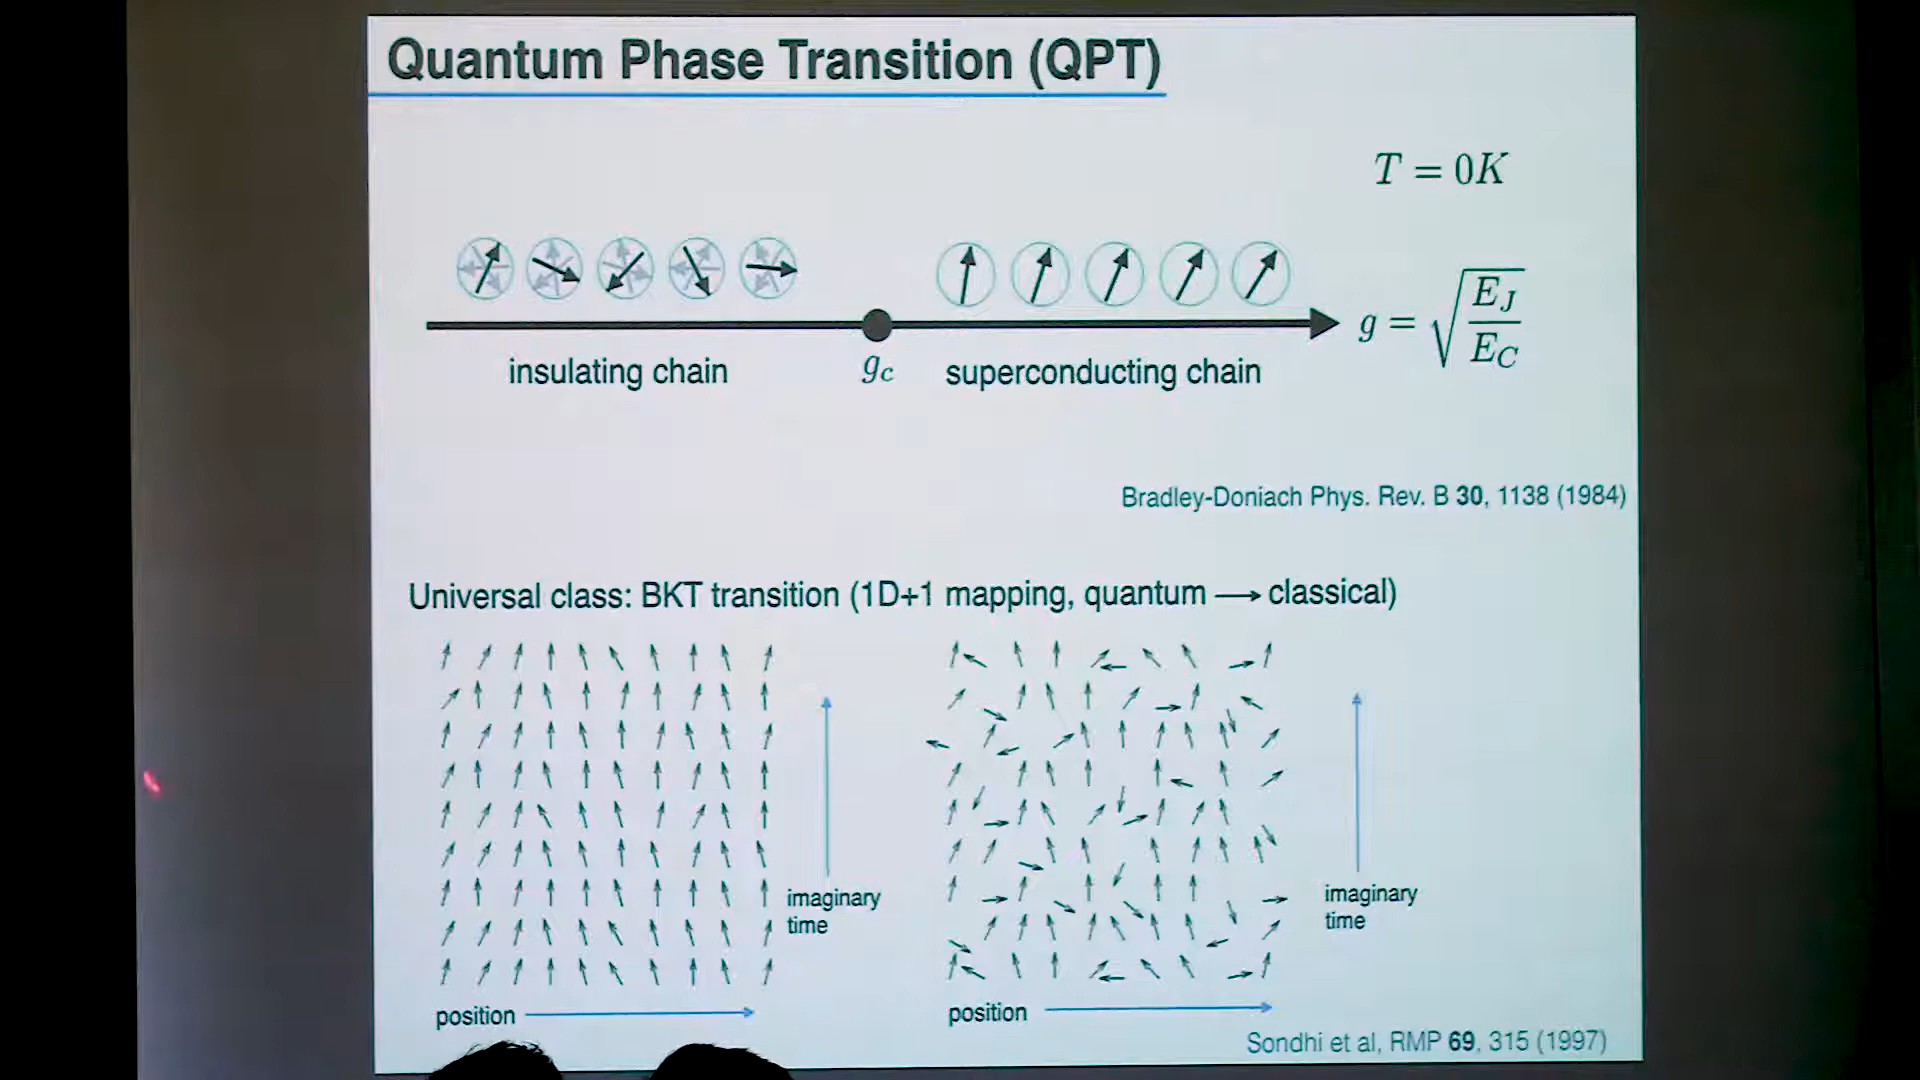 Quantum Phase Transition (QPT)
T = 0K
g = √(E_J / E_C)
insulating chain
g_c
superconducting chain
Bradley-Doniach Phys. Rev. B 30, 1138 (1984)
Universal class: BKT transition (1D+1 mapping, quantum ⟶ classical)
imaginary
time
position
imaginary
time
position
Sondhi et al, RMP 69, 315 (1997)